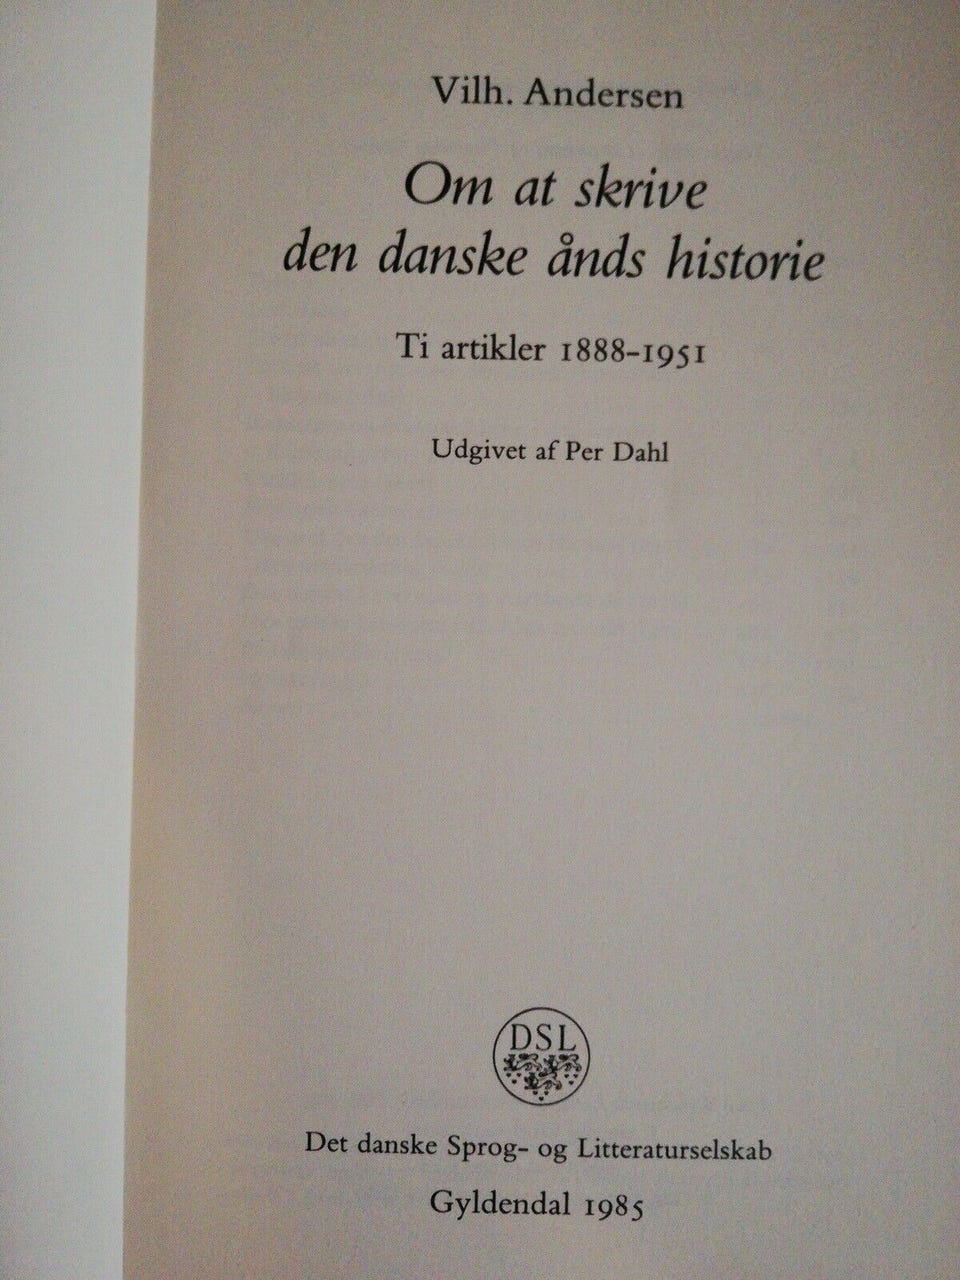 Vilh. Andersen
Om at skrive
den danske ånds historie
Ti artikler 1888-1951
Udgivet af Per Dahl
DSL
Det danske Sprog- og Litteraturselskab
Gyldendal 1985